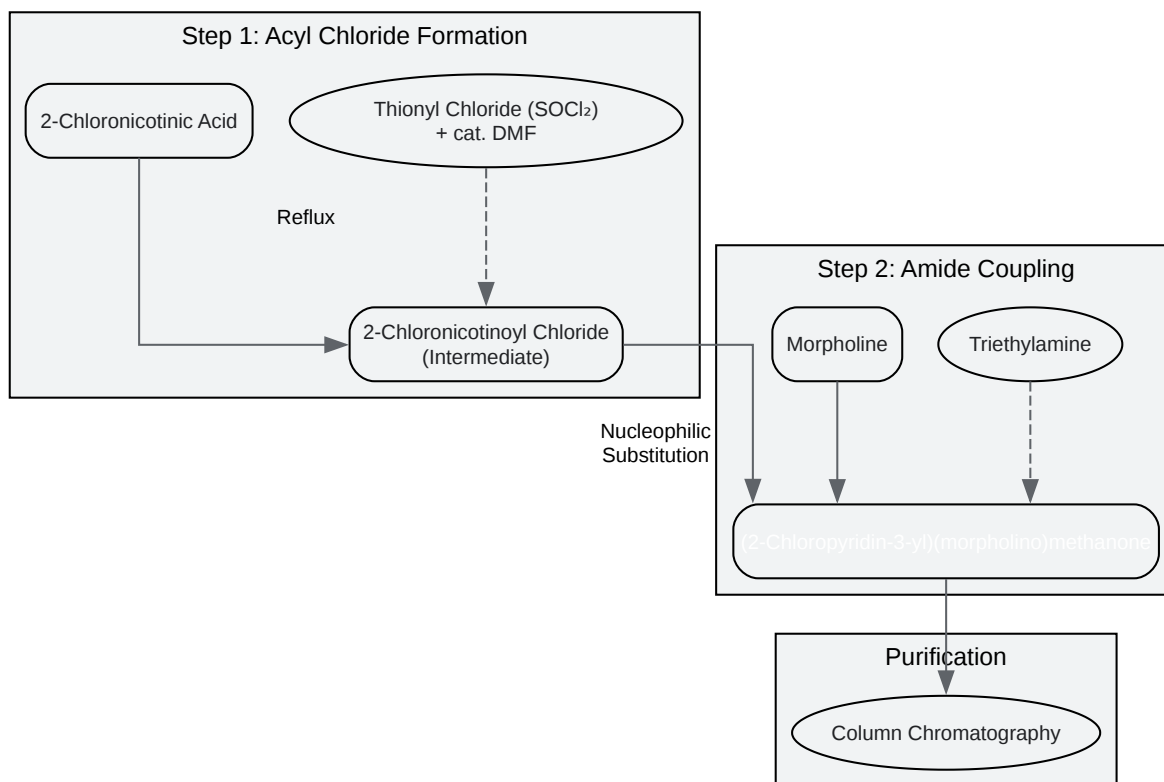 Step 1: Acyl Chloride Formation
2-Chloronicotinic Acid
Thionyl Chloride (SOCl₂)
+ cat. DMF
Reflux
2-Chloronicotinoyl Chloride
(Intermediate)
Step 2: Amide Coupling
Morpholine
Triethylamine
Nucleophilic
Substitution
(2-Chloropyridin-3-yl)(morpholino)methanone
Purification
Column Chromatography